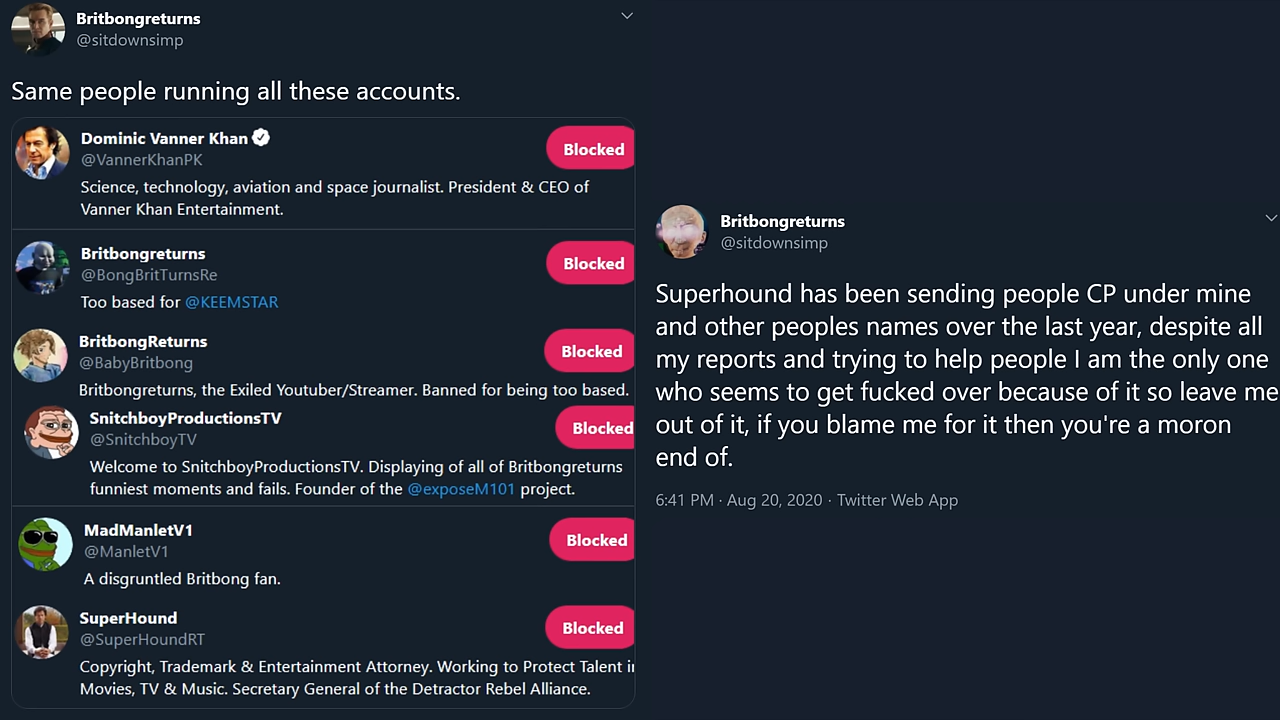 Britbongreturns
@sitdownsimp
Same people running all these accounts.
Dominic Vanner Khan
@VannerKhanPK
Blocked
Science, technology, aviation and space journalist. President & CEO of
Vanner Khan Entertainment.
Britbongreturns
@BongBritTurnsRe
Blocked
Too based for @KEEMSTAR
BritbongReturns
@BabyBritbong
Blocked
Britbongreturns, the Exiled Youtuber/Streamer. Banned for being too based.
SnitchboyProductionsTV
@SnitchboyTV
Blocked
Welcome to SnitchboyProductionsTV. Displaying of all of Britbongreturns
funniest moments and fails. Founder of the @exposeM101 project.
MadManletV1
@ManletV1
Blocked
A disgruntled Britbong fan.
SuperHound
@SuperHoundRT
Blocked
Copyright, Trademark & Entertainment Attorney. Working to Protect Talent in
Movies, TV & Music. Secretary General of the Detractor Rebel Alliance.
Britbongreturns
@sitdownsimp
Superhound has been sending people CP under mine
and other peoples names over the last year, despite all
my reports and trying to help people I am the only one
who seems to get fucked over because of it so leave me
out of it, if you blame me for it then you're a moron
end of.
6:41 PM · Aug 20, 2020 · Twitter Web App